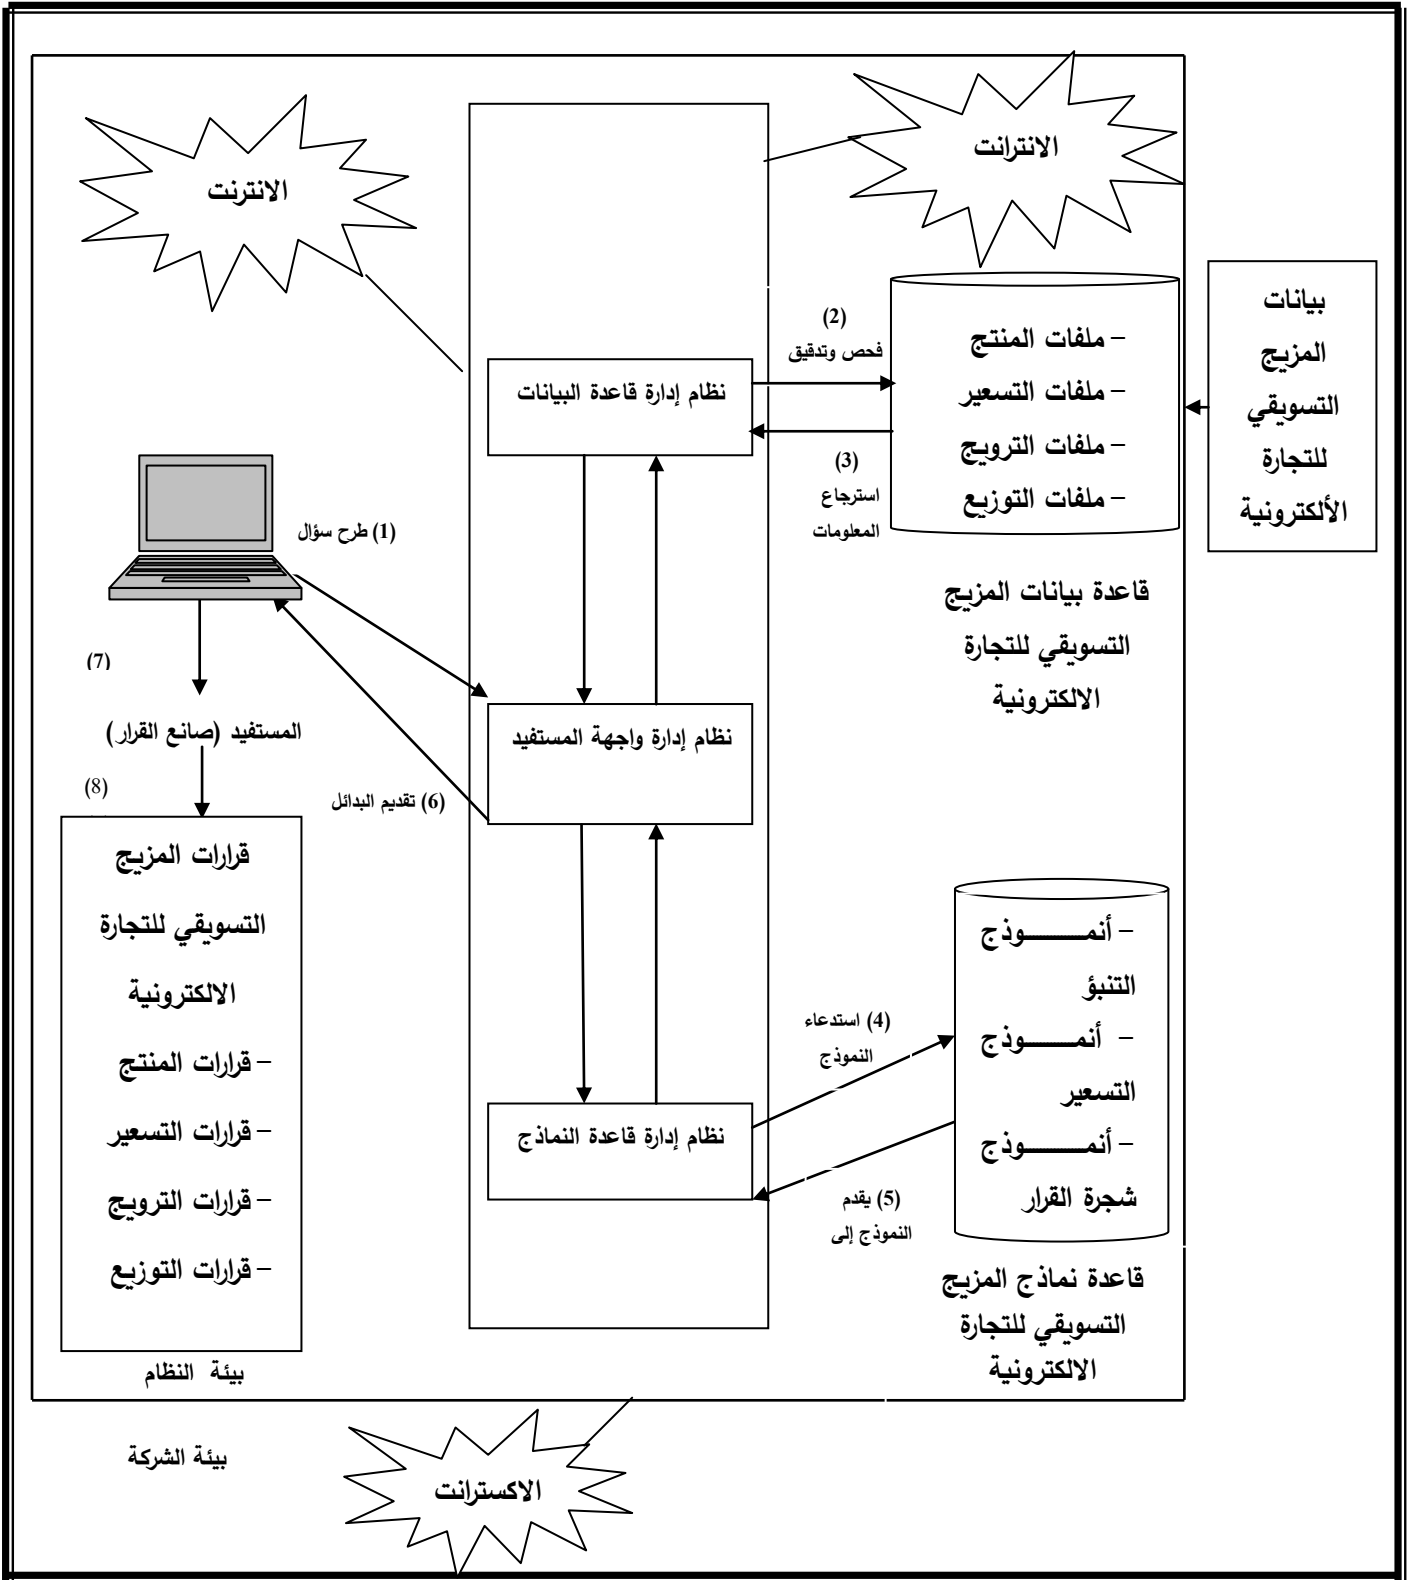 الانترنت
الانترانت
بيانات
المزيج
التسويقي
للتجارة
الألكترونية
– ملفات المنتج
– ملفات التسعير
– ملفات الترويج
– ملفات التوزيع
(2)
فحص وتدقيق
(3)
استرجاع
المعلومات
نظام إدارة قاعدة البيانات
(1) طرح سؤال
قاعدة بيانات المزيج
التسويقي للتجارة
الالكترونية
(7)
المستفيد (صانع القرار)
نظام إدارة واجهة المستفيد
(8)
(6) تقديم البدائل
قرارات المزيج
التسويقي للتجارة
الالكترونية
– قرارات المنتج
– قرارات التسعير
– قرارات الترويج
– قرارات التوزيع
– أنمـــــــوذج
التنبؤ
– أنمـــــــوذج
التسعير
– أنمـــــــوذج
شجرة القرار
(4) استدعاء
النموذج
نظام إدارة قاعدة النماذج
(5) يقدم
النموذج إلى
قاعدة نماذج المزيج
التسويقي للتجارة
الالكترونية
بيئة النظام
بيئة الشركة
الاكسترانت